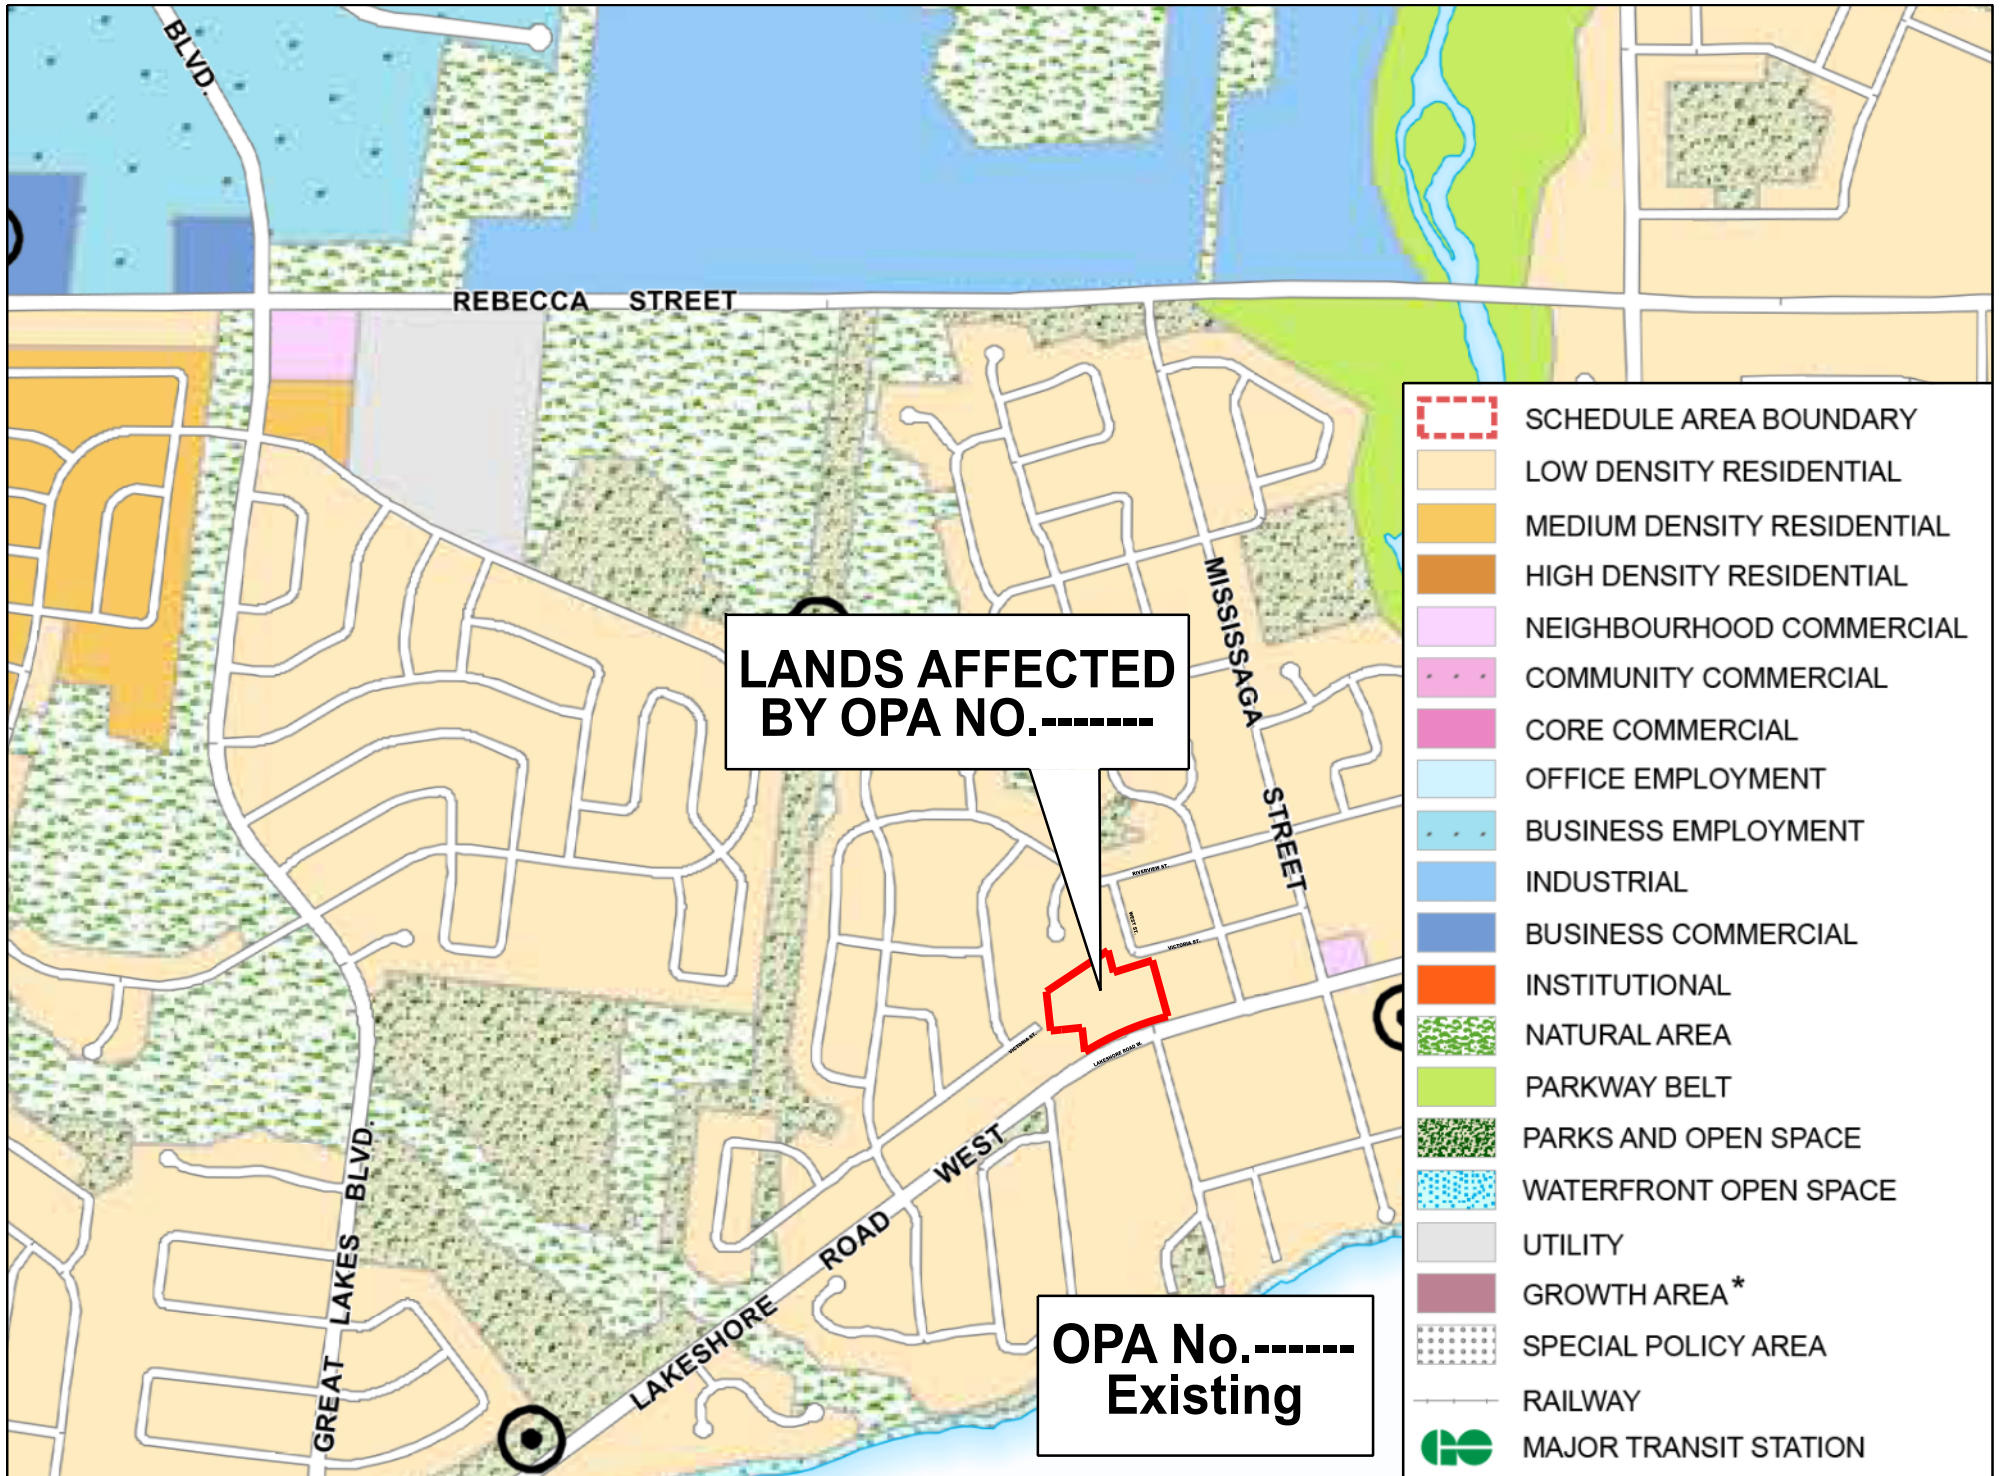 BLVD.
REBECCA STREET
MISSISSAGA STREET
LANDS AFFECTED
BY OPA NO.-------
RIVERVIEW ST.
WEST ST.
VICTORIA ST.
VICTORIA ST.
LAKESHORE ROAD W.
LAKESHORE ROAD WEST
GREAT LAKES BLVD.
OPA No.------
Existing
SCHEDULE AREA BOUNDARY
LOW DENSITY RESIDENTIAL
MEDIUM DENSITY RESIDENTIAL
HIGH DENSITY RESIDENTIAL
NEIGHBOURHOOD COMMERCIAL
COMMUNITY COMMERCIAL
CORE COMMERCIAL
OFFICE EMPLOYMENT
BUSINESS EMPLOYMENT
INDUSTRIAL
BUSINESS COMMERCIAL
INSTITUTIONAL
NATURAL AREA
PARKWAY BELT
PARKS AND OPEN SPACE
WATERFRONT OPEN SPACE
UTILITY
GROWTH AREA*
SPECIAL POLICY AREA
RAILWAY
MAJOR TRANSIT STATION